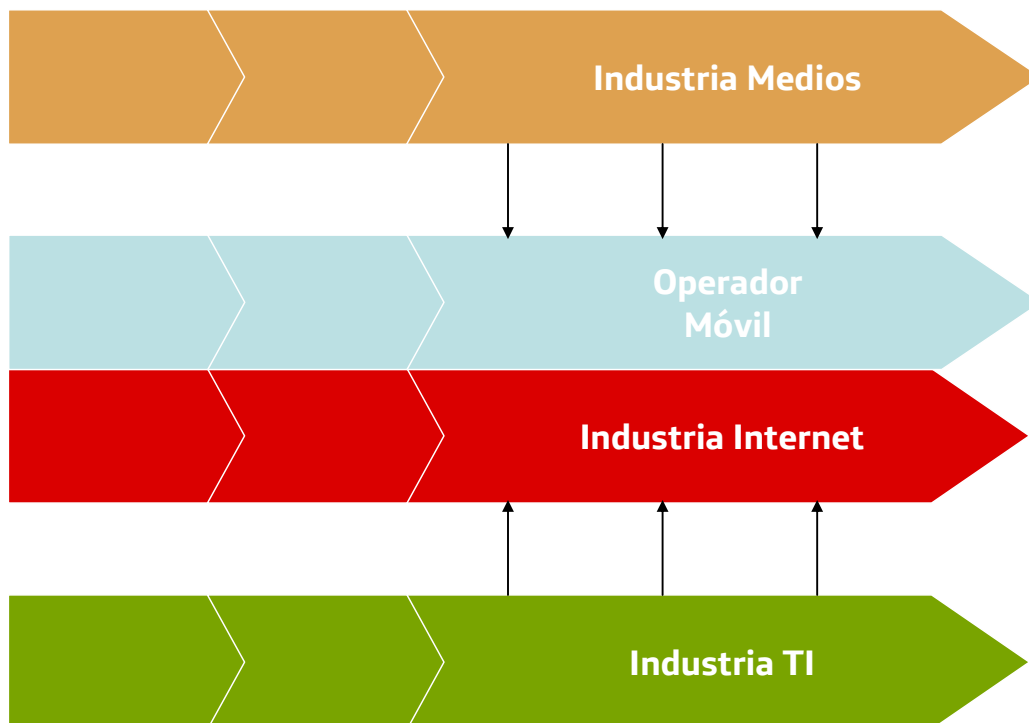 Industria Medios
Operador
Móvil
Industria Internet
Industria TI